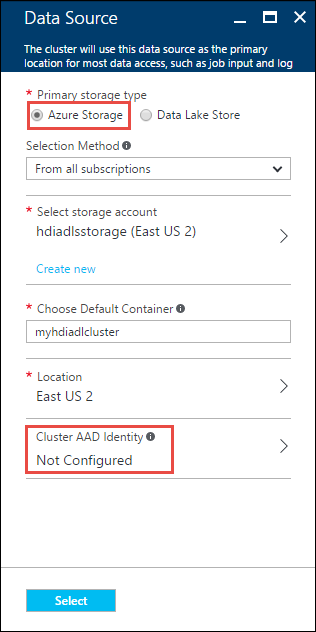 Data Source
The cluster will use this data source as the primary
location for most data access, such as job input and log
* Primary storage type
Azure Storage Data Lake Store
Selection Method
From all subscriptions
* Select storage account
hdiadlsstorage (East US 2)
Create new
* Choose Default Container
myhdiadlcluster
* Location
East US 2
Cluster AAD Identity
Not Configured
Select